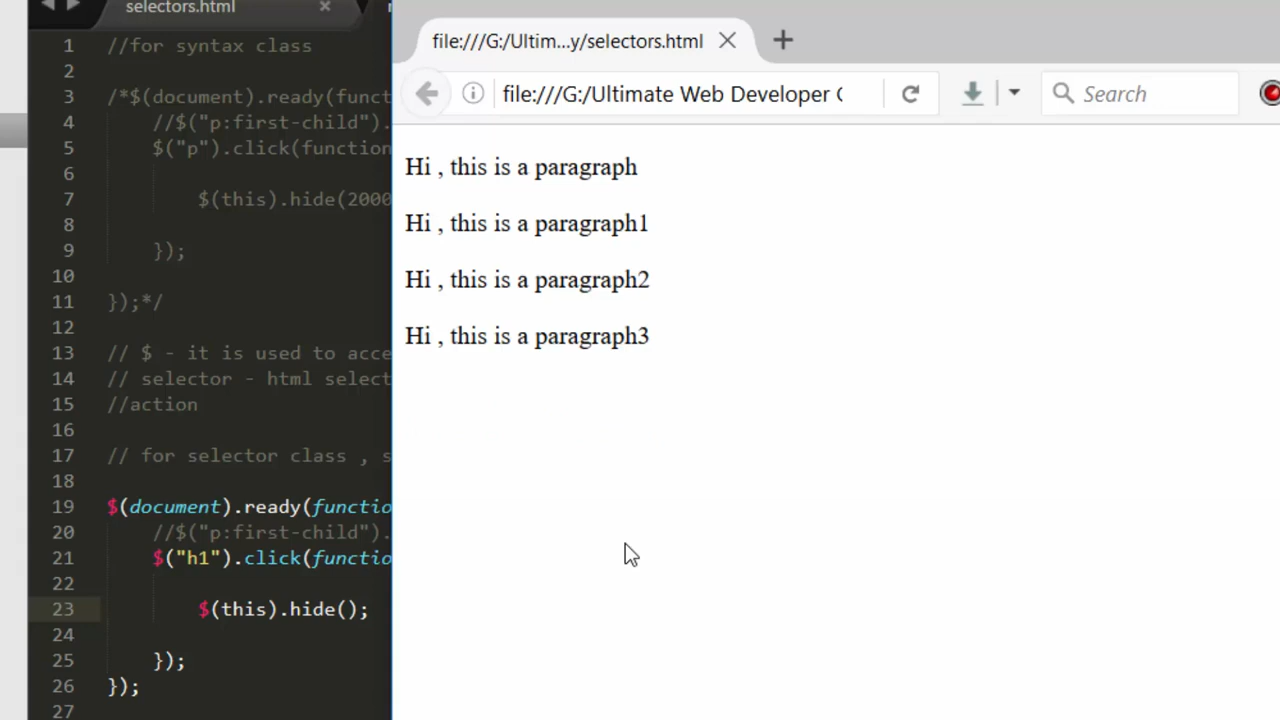 selectors.html
1 //for syntax class
2
3 /*$(document).ready(funct
4 //$("p:first-child").
5 $("p").click(function
6
7 $(this).hide(2000
8
9 });
10
11 });*/
12
13 // $ - it is used to acce
14 // selector - html select
15 //action
16
17 // for selector class , s
18
19 $(document).ready(functio
20 //$("p:first-child").
21 $("h1").click(functio
22
23 $(this).hide();
24
25 });
26 });
27
file:///G:/Ultim...y/selectors.html
file:///G:/Ultimate Web Developer
Search
Hi , this is a paragraph
Hi , this is a paragraph1
Hi , this is a paragraph2
Hi , this is a paragraph3